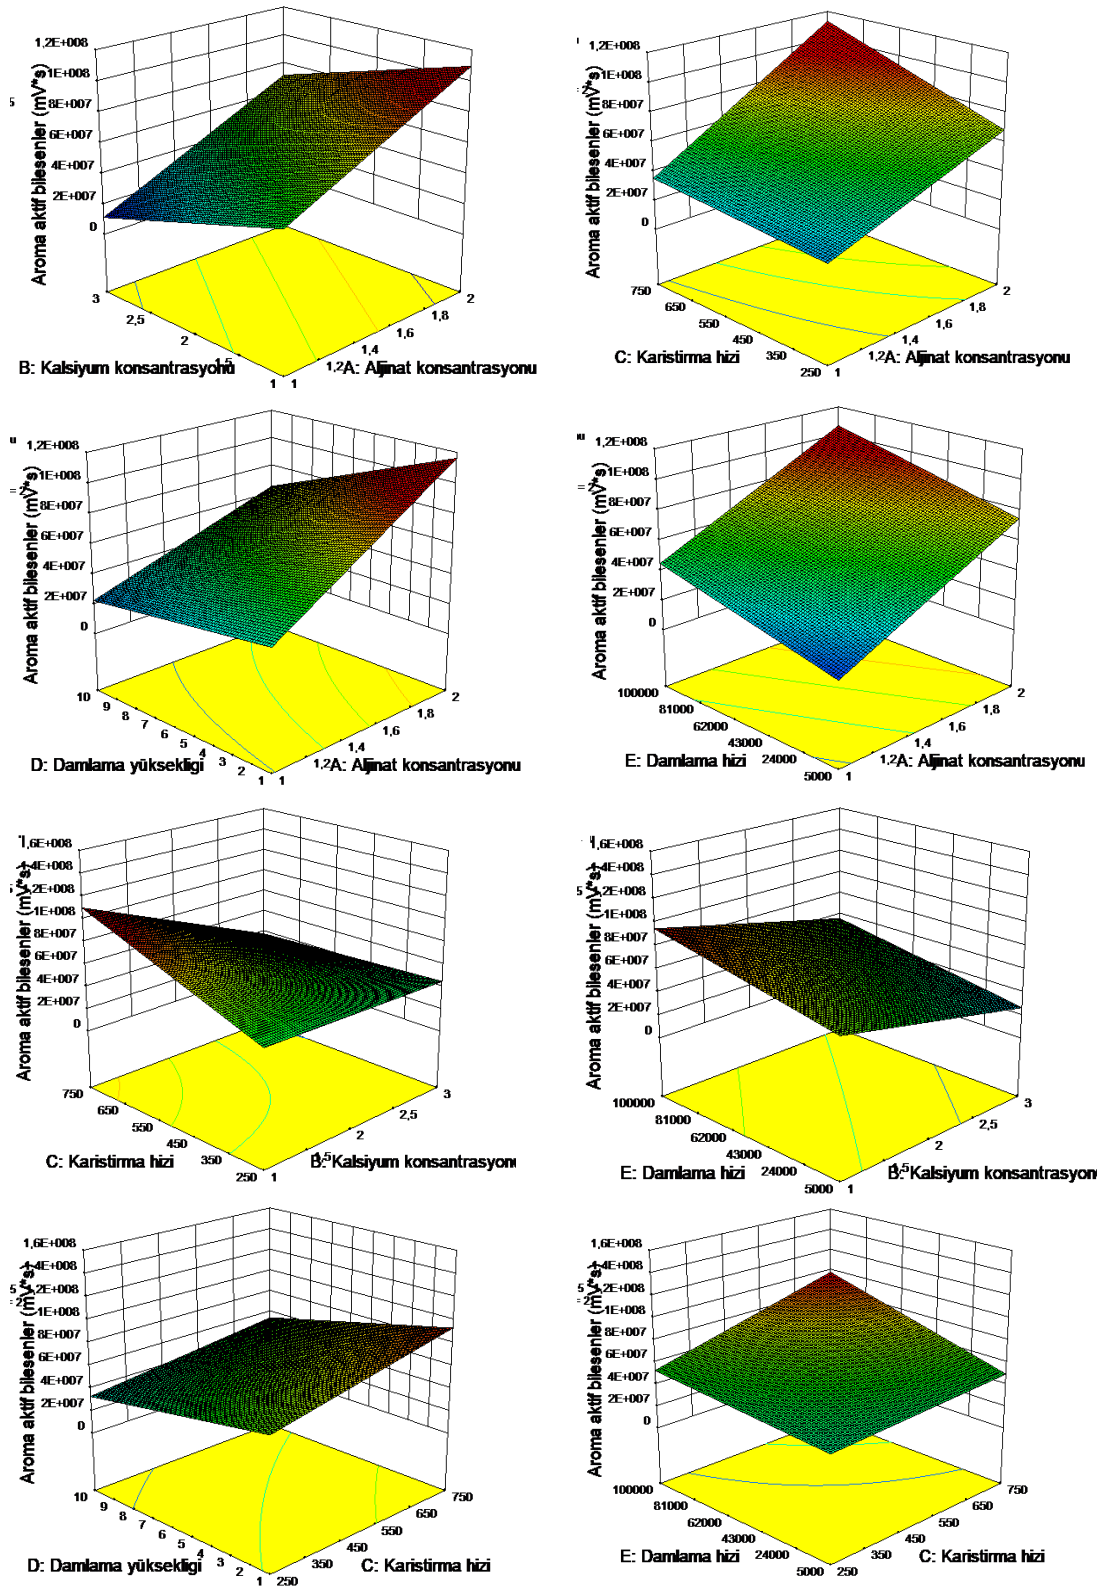 1,2E+008
1E+008
8E+007
6E+007
4E+007
2E+007
0
Aroma aktif bilesenler (mV*s)
5
3
2,5
2
1,5
1
1
1,2
1,4
1,6
1,8
2
B: Kalsiyum konsantrasyonu
A: Aljinat konsantrasyonu
1,2E+008
1E+008
8E+007
6E+007
4E+007
2E+007
0
Aroma aktif bilesenler (mV*s)
= 2
750
650
550
450
350
250
1
1,2
1,4
1,6
1,8
2
C: Karistirma hizi
A: Aljinat konsantrasyonu
u
1,2E+008
1E+008
8E+007
6E+007
4E+007
2E+007
0
Aroma aktif bilesenler (mV*s)
= 2
10
9
8
7
6
5
4
3
2
1
1
1,2
1,4
1,6
1,8
2
D: Damlama yüksekligi
A: Aljinat konsantrasyonu
u
1,2E+008
1E+008
8E+007
6E+007
4E+007
2E+007
0
Aroma aktif bilesenler (mV*s)
= 2
100000
81000
62000
43000
24000
5000
1
1,2
1,4
1,6
1,8
2
E: Damlama hizi
A: Aljinat konsantrasyonu
1,6E+008
1,4E+008
1,2E+008
1E+008
8E+007
6E+007
4E+007
2E+007
0
Aroma aktif bilesenler (mV*s)
750
650
550
450
350
250
1
1,5
2
2,5
3
C: Karistirma hizi
B: Kalsiyum konsantrasyonu
1,6E+008
1,4E+008
1,2E+008
1E+008
8E+007
6E+007
4E+007
2E+007
0
Aroma aktif bilesenler (mV*s)
5
100000
81000
62000
43000
24000
5000
1
1,5
2
2,5
3
E: Damlama hizi
B: Kalsiyum konsantrasyonu
1,6E+008
1,4E+008
1,2E+008
1E+008
8E+007
6E+007
4E+007
2E+007
0
Aroma aktif bilesenler (mV*s)
5
= 2
10
9
8
7
6
5
4
3
2
1
250
350
450
550
650
750
D: Damlama yüksekligi
C: Karistirma hizi
1,6E+008
1,4E+008
1,2E+008
1E+008
8E+007
6E+007
4E+007
2E+007
0
Aroma aktif bilesenler (mV*s)
5
= 2
100000
81000
62000
43000
24000
5000
250
350
450
550
650
750
E: Damlama hizi
C: Karistirma hizi